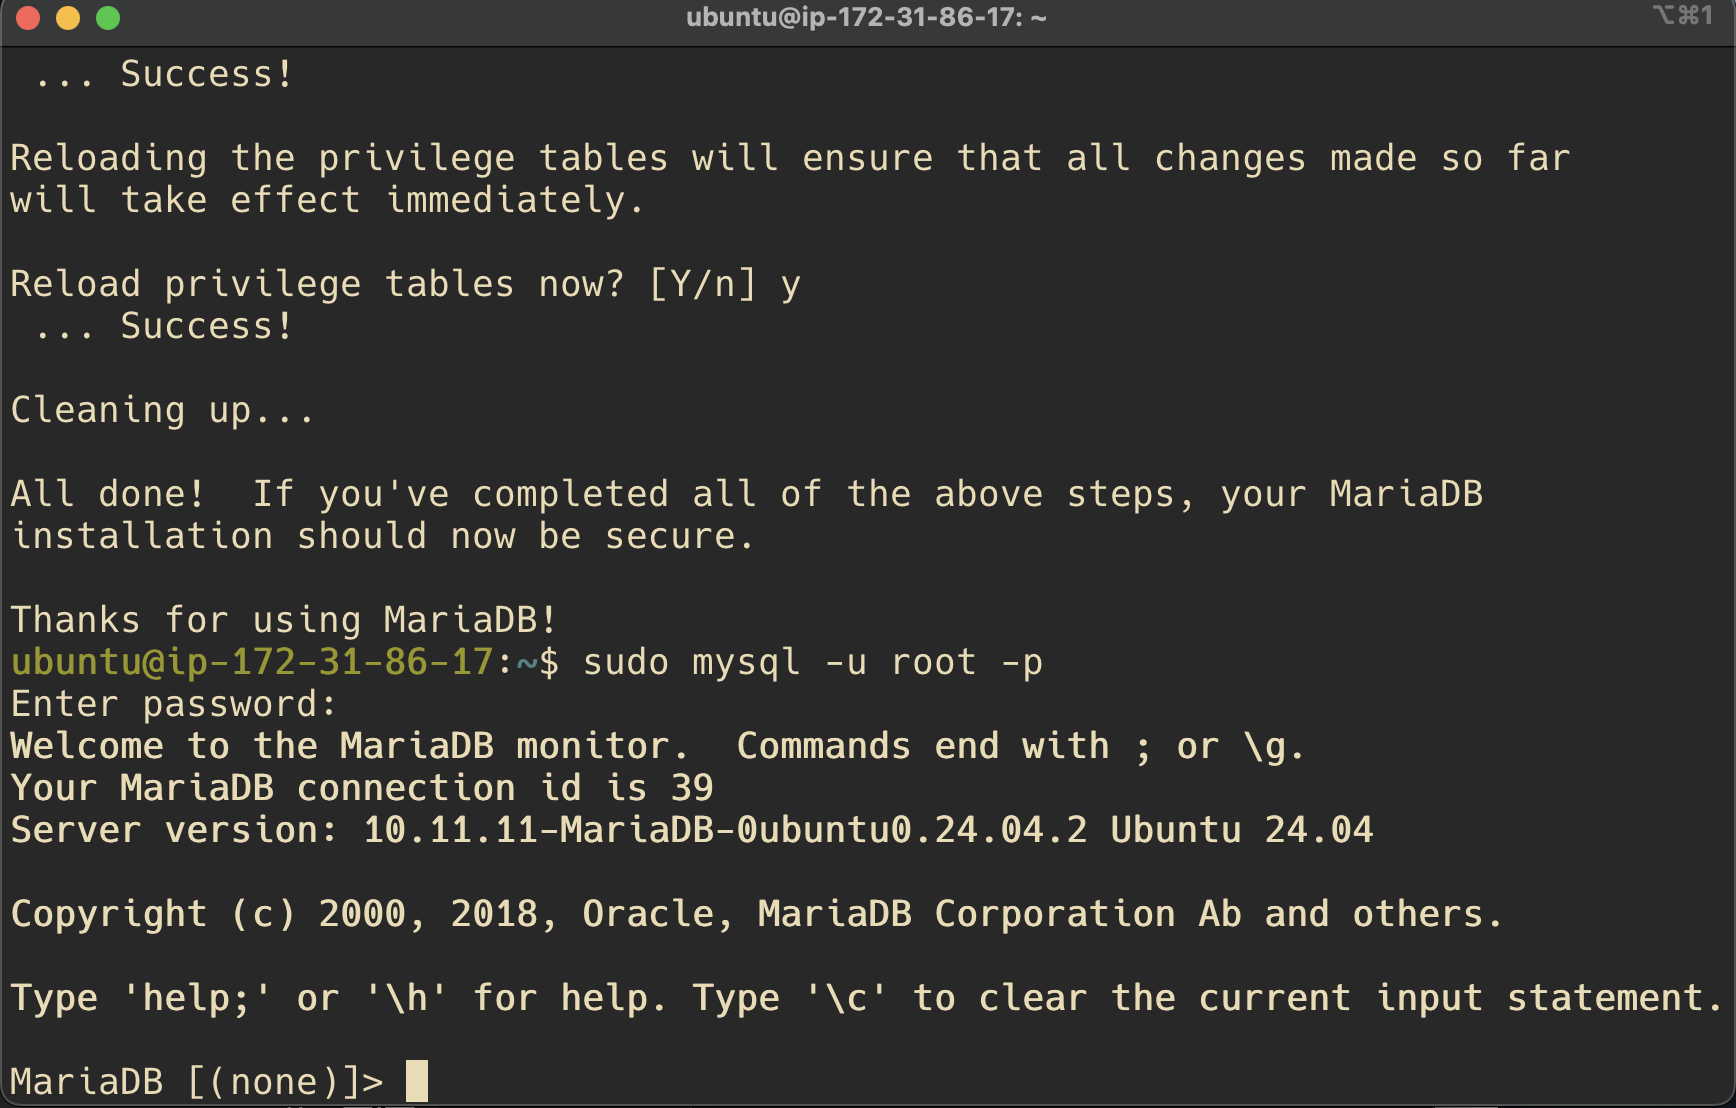 ubuntu@ip-172-31-86-17: ~
⌥⌘1
... Success!
Reloading the privilege tables will ensure that all changes made so far
will take effect immediately.
Reload privilege tables now? [Y/n] y
... Success!
Cleaning up...
All done!  If you've completed all of the above steps, your MariaDB
installation should now be secure.
Thanks for using MariaDB!
ubuntu@ip-172-31-86-17:~$ sudo mysql -u root -p
Enter password:
Welcome to the MariaDB monitor.  Commands end with ; or \g.
Your MariaDB connection id is 39
Server version: 10.11.11-MariaDB-0ubuntu0.24.04.2 Ubuntu 24.04
Copyright (c) 2000, 2018, Oracle, MariaDB Corporation Ab and others.
Type 'help;' or '\h' for help. Type '\c' to clear the current input statement.
MariaDB [(none)]>